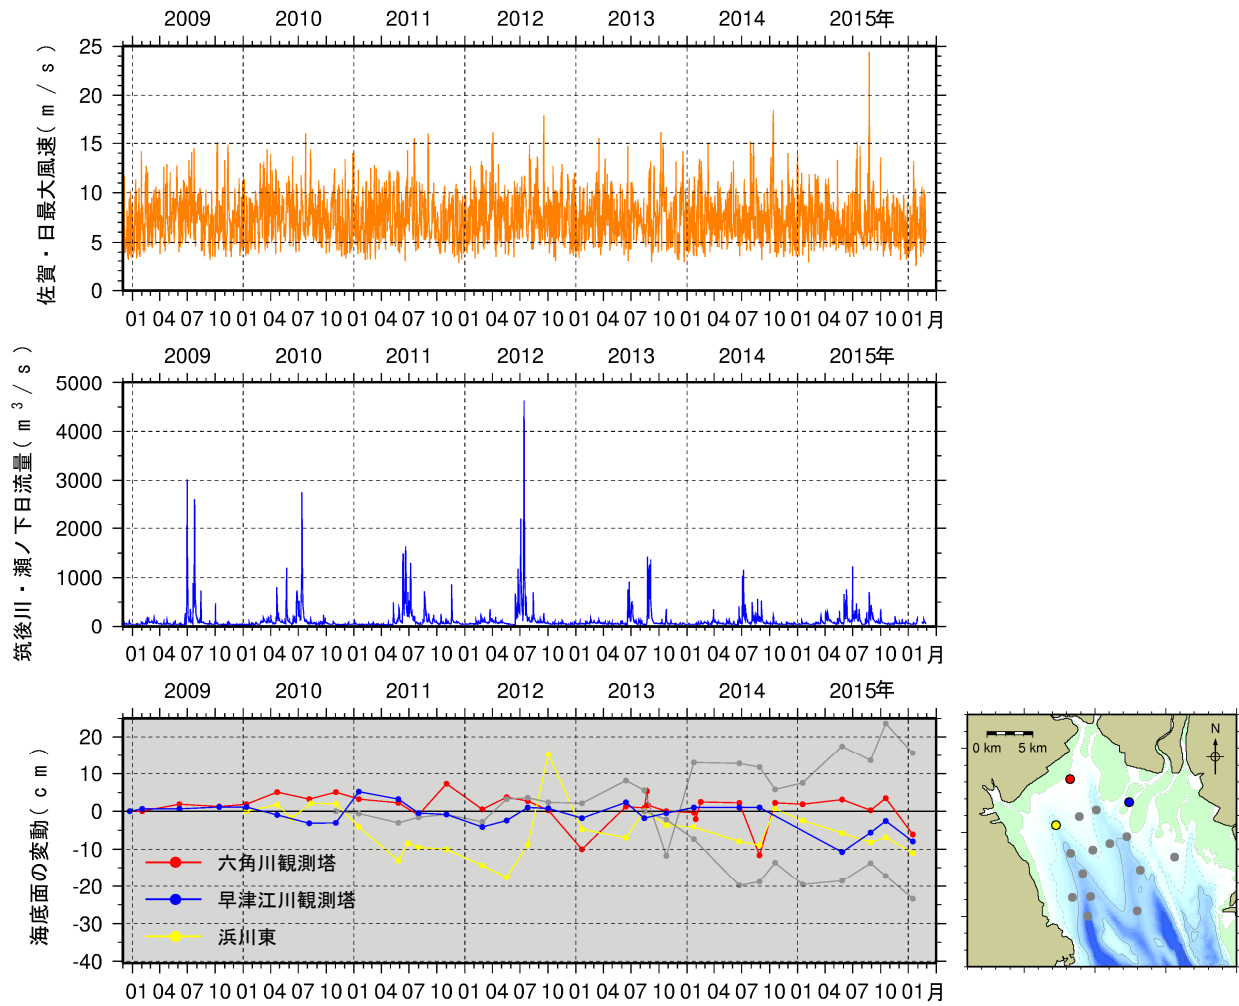 2009 2010 2011 2012 2013 2014 2015年
佐賀・日最大風速(m/s)
25
20
15
10
5
0
01 04 07 10 01 04 07 10 01 04 07 10 01 04 07 10 01 04 07 10 01 04 07 10 01 04 07 10 01 月
2009 2010 2011 2012 2013 2014 2015年
筑後川・瀬ノ下日流量(m³/s)
5000
4000
3000
2000
1000
0
01 04 07 10 01 04 07 10 01 04 07 10 01 04 07 10 01 04 07 10 01 04 07 10 01 04 07 10 01 月
2009 2010 2011 2012 2013 2014 2015年
海底面の変動(cm)
20
10
0
-10
-20
-30
-40
六角川観測塔
早津江川観測塔
浜川東
01 04 07 10 01 04 07 10 01 04 07 10 01 04 07 10 01 04 07 10 01 04 07 10 01 04 07 10 01 月
N
0 km 5 km